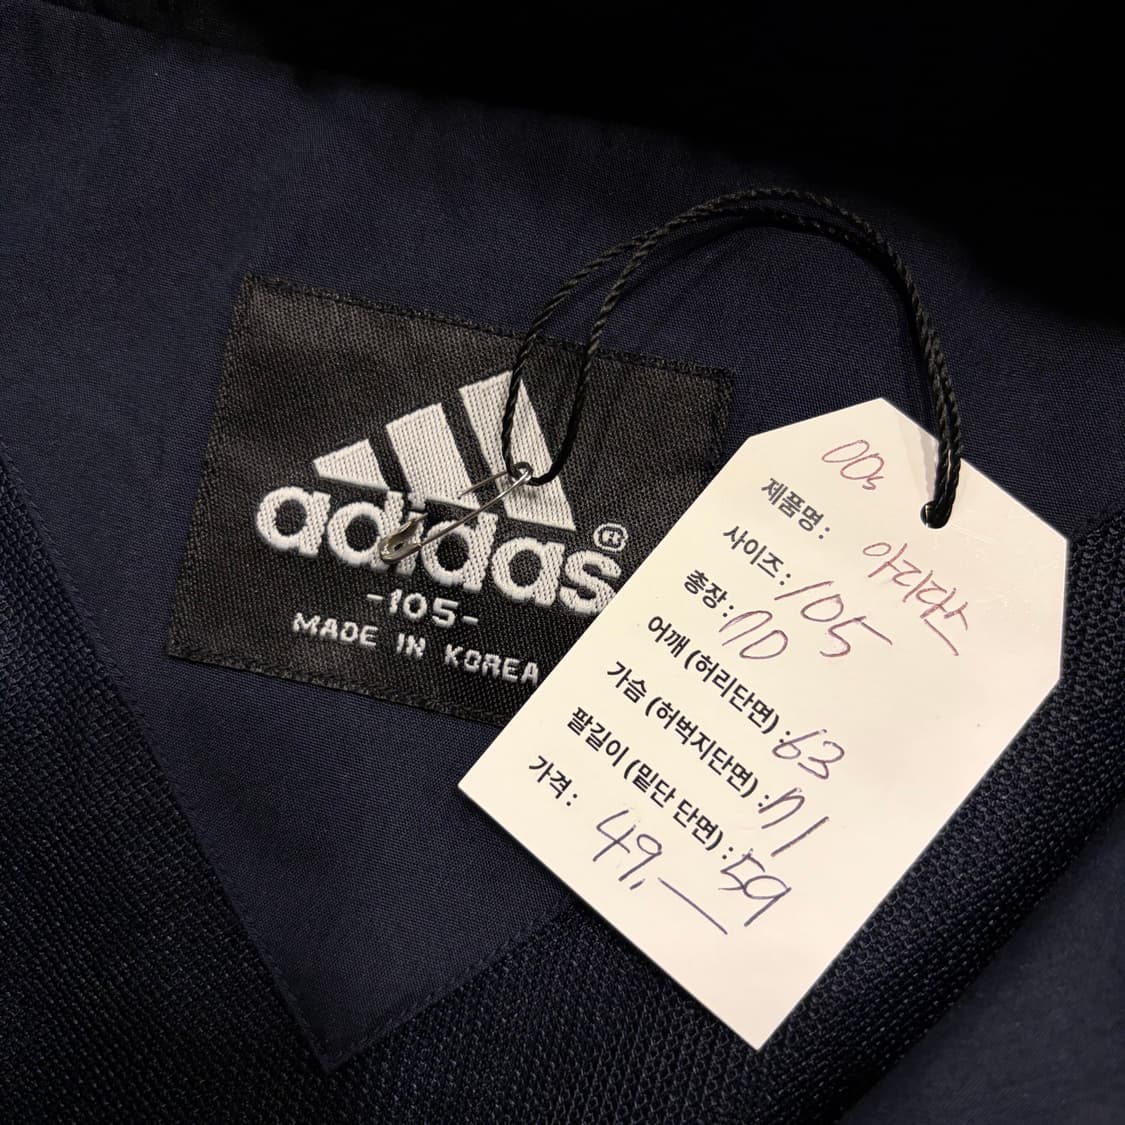 adidas®
-105-
MADE IN KOREA
00s
제품명 : 아리란스
사이즈 : 105
총장 : 70
어깨 (허리단면) : 63
가슴 (허벅지단면) : 71
팔길이 (밑단 단면) : 59
가격 : 49,—